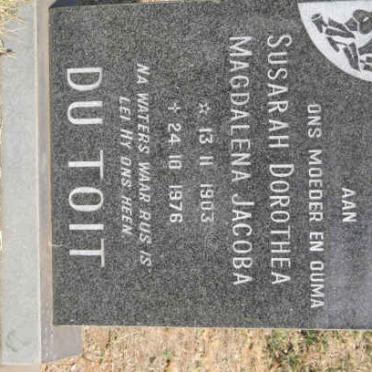 AAN
ONS MOEDER EN OUMA
SUSARAH DOROTHEA
MAGDALENA JACOBA
☆ 13 11 1903
✝ 24 10 1976
NA WATERS WAAR RUS IS
LEI HY ONS HEEN.
DU TOIT